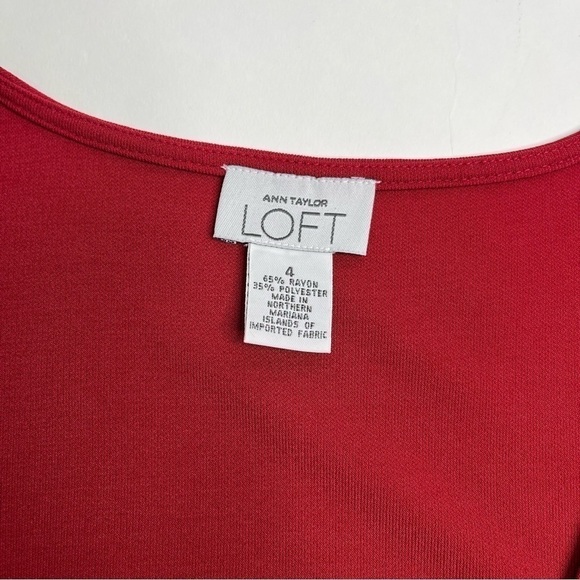 ANN TAYLOR
LOFT
4
65% RAYON
35% POLYESTER
MADE IN
NORTHERN
MARIANA
ISLANDS OF
IMPORTED FABRIC